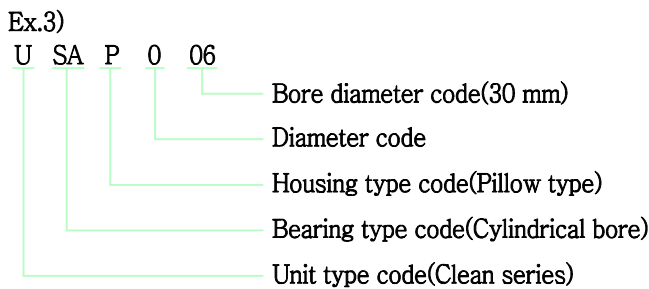 Ex.3)
U SA P 0 06
Bore diameter code(30 mm)
Diameter code
Housing type code(Pillow type)
Bearing type code(Cylindrical bore)
Unit type code(Clean series)